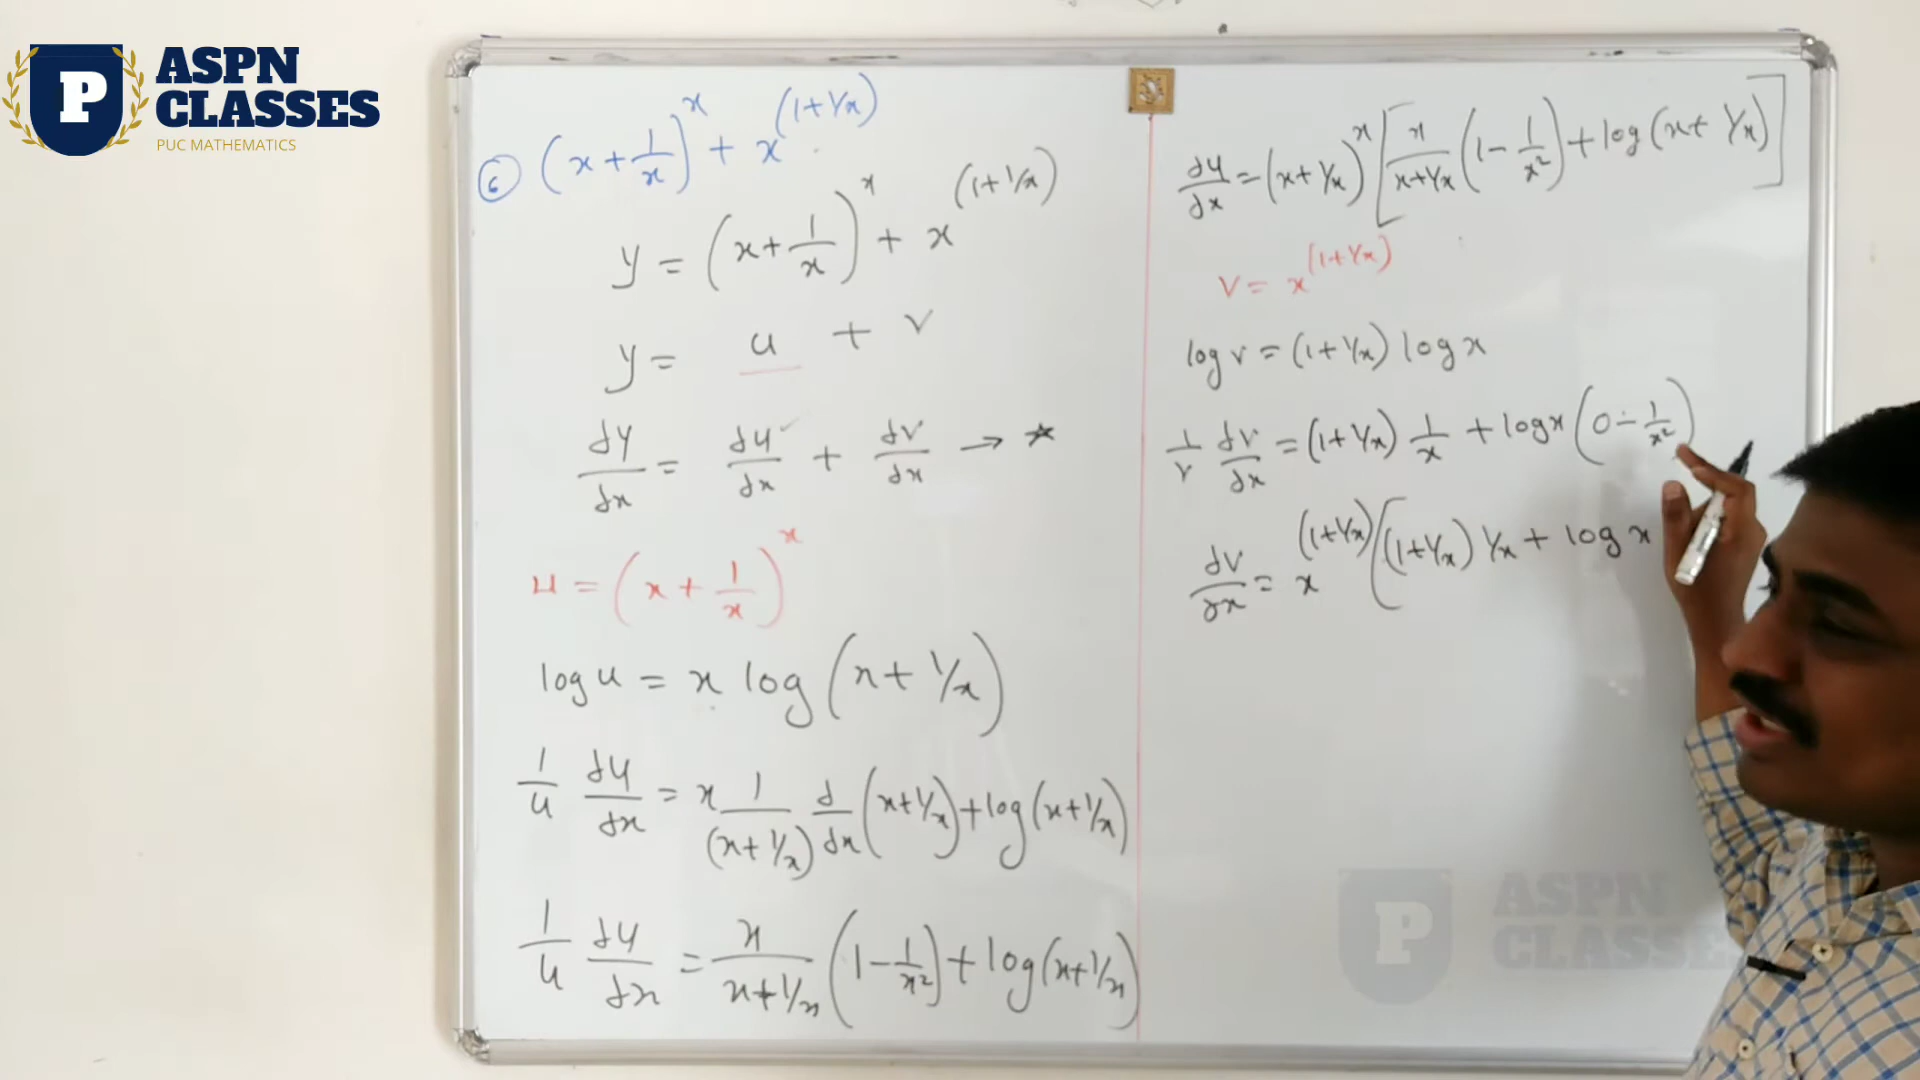 ASPN
CLASSES
PUC MATHEMATICS
P
6 (x + 1/x)^x + x^(1+1/x)
y = (x + 1/x)^x + x^(1+1/x)
y = u + v
dy/dx = du/dx ✓ + dv/dx → ★
u = (x + 1/x)^x
log u = x log (x + 1/x)
1/u du/dx = x 1/(x+1/x) d/dx (x+1/x) + log(x+1/x)
1/u du/dx = x/(x+1/x) (1 - 1/x²) + log(x+1/x)
du/dx = (x+1/x)^x [x/(x+1/x) (1 - 1/x²) + log(x + 1/x)]
v = x^(1+1/x)
log v = (1+1/x) log x
1/v dv/dx = (1+1/x) 1/x + log x (0 - 1/x²)
dv/dx = x^(1+1/x) [(1+1/x) 1/x + log x
P
ASPN
CLASSES